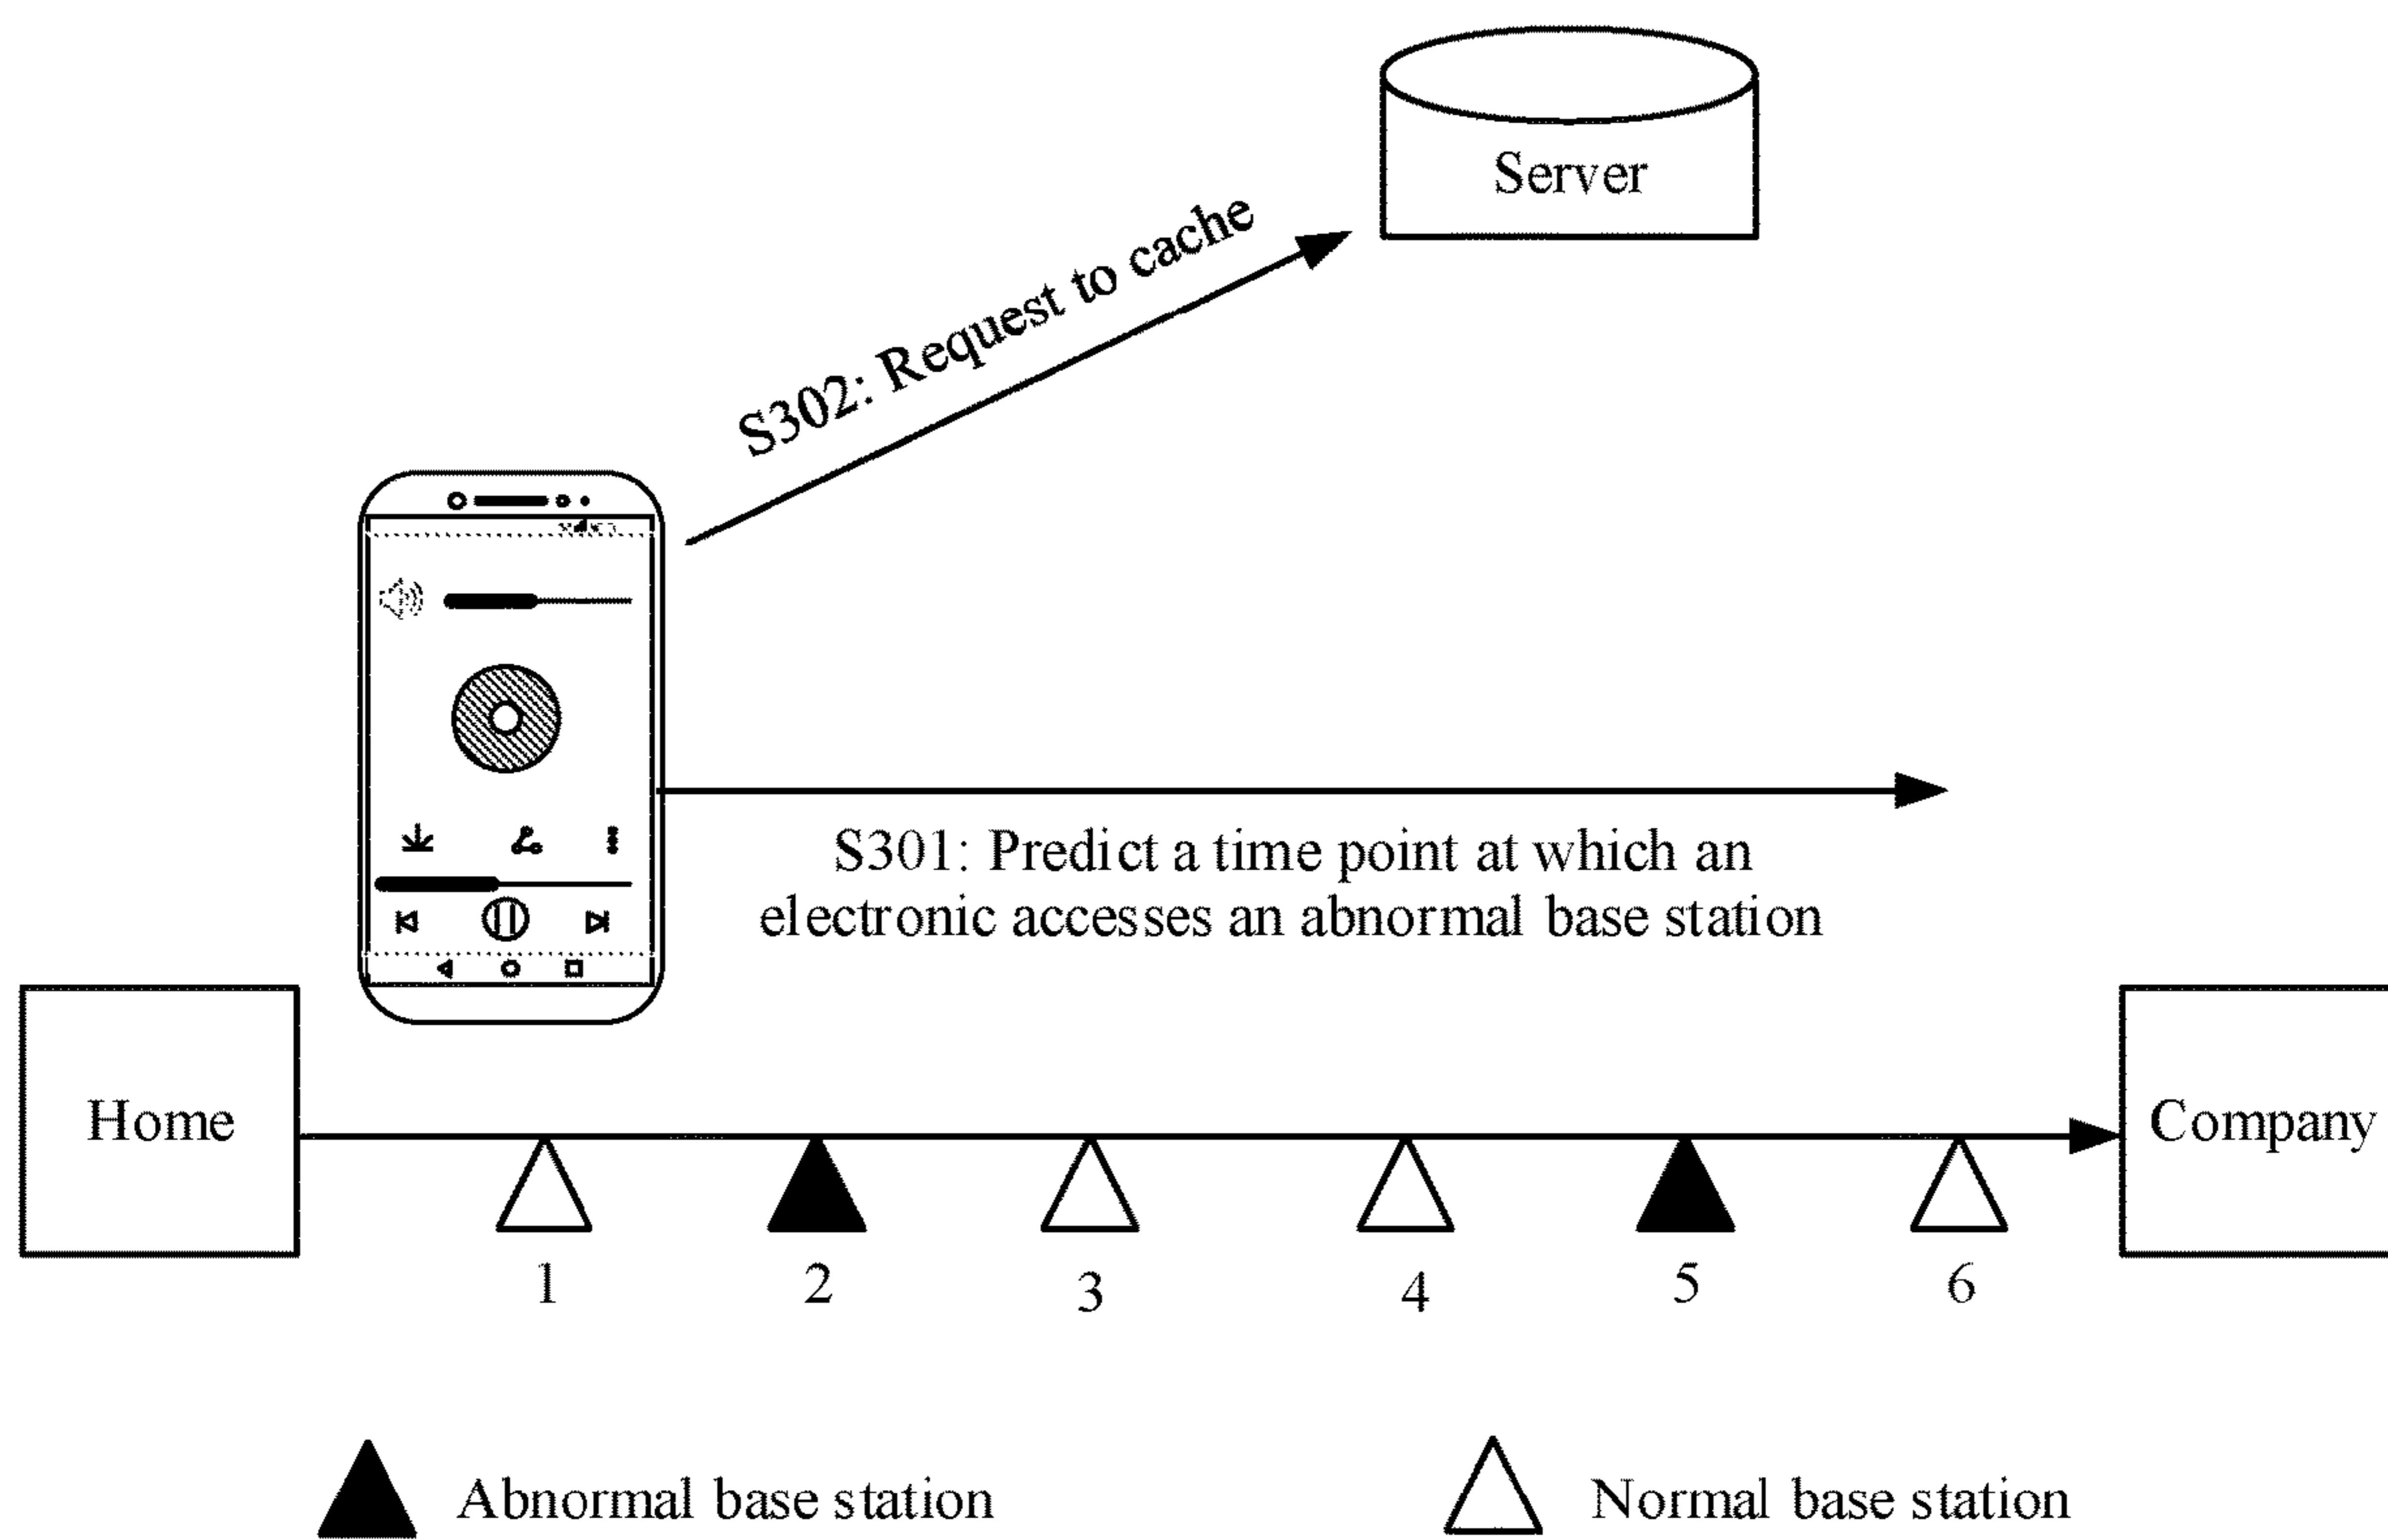 Server
S302: Request to cache
S301: Predict a time point at which an
electronic accesses an abnormal base station
Home
Company
1
2
3
4
5
6
Abnormal base station
Normal base station